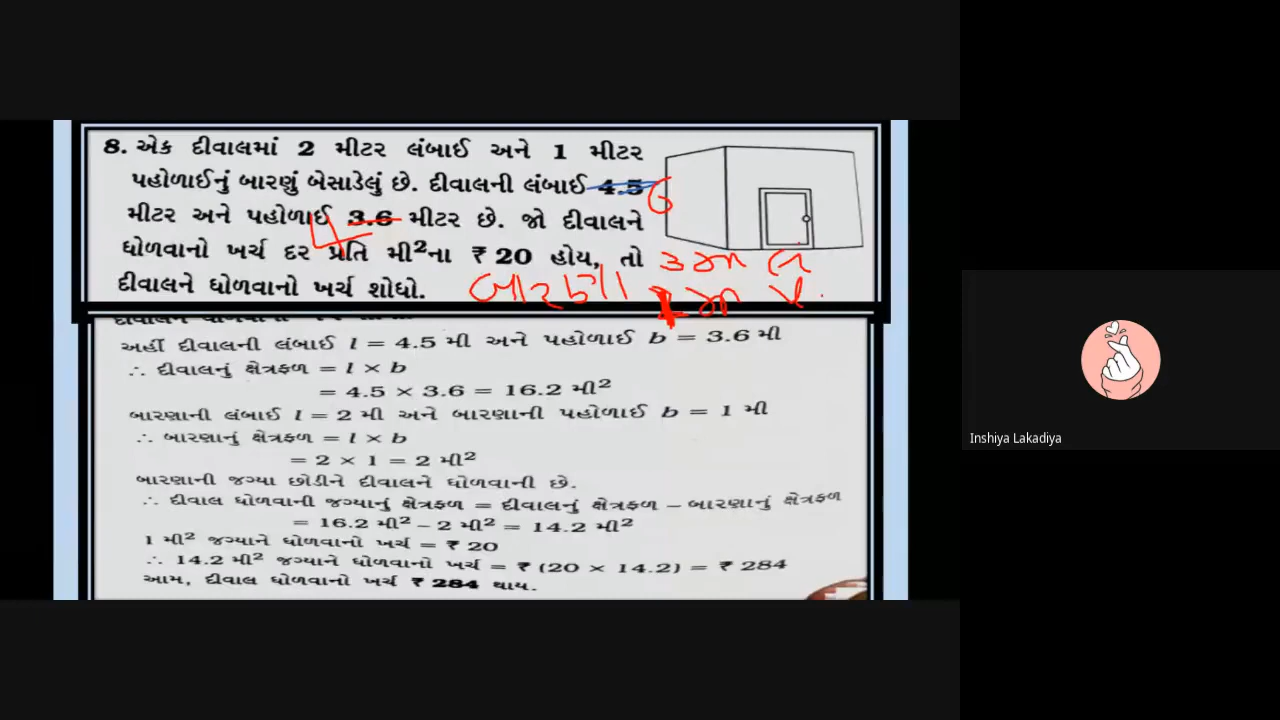 8. એક દીવાલમાં 2 મીટર લંબાઈ અને 1 મીટર
પહોળાઈનું બારણું બેસાડેલું છે. દીવાલની લંબાઈ 4.5 6
મીટર અને પહોળાઈ 3.6 મીટર છે. જો દીવાલને
ધોળવાનો ખર્ચ દર પ્રતિ મી²ના ₹ 20 હોય, તો
3 મી લં
દીવાલને ધોળવાનો ખર્ચ શોધો.
અહીં દીવાલની લંબાઈ l = 4.5 મી અને પહોળાઈ b = 3.6 મી
∴ દીવાલનું ક્ષેત્રફળ = l × b
= 4.5 × 3.6 = 16.2 મી²
બારણાની લંબાઈ l = 2 મી અને બારણાની પહોળાઈ b = 1 મી
∴ બારણાનું ક્ષેત્રફળ = l × b
= 2 × 1 = 2 મી²
બારણાની જગ્યા છોડીને દીવાલને ધોળવાની છે.
∴ દીવાલ ધોળવાની જગ્યાનું ક્ષેત્રફળ = દીવાલનું ક્ષેત્રફળ – બારણાનું ક્ષેત્રફળ
= 16.2 મી² – 2 મી² = 14.2 મી²
1 મી² જગ્યાને ધોળવાનો ખર્ચ = ₹ 20
∴ 14.2 મી² જગ્યાને ધોળવાનો ખર્ચ = ₹ (20 × 14.2) = ₹ 284
આમ, દીવાલ ધોળવાનો ખર્ચ ₹ 284 થાય.
Inshiya Lakadiya